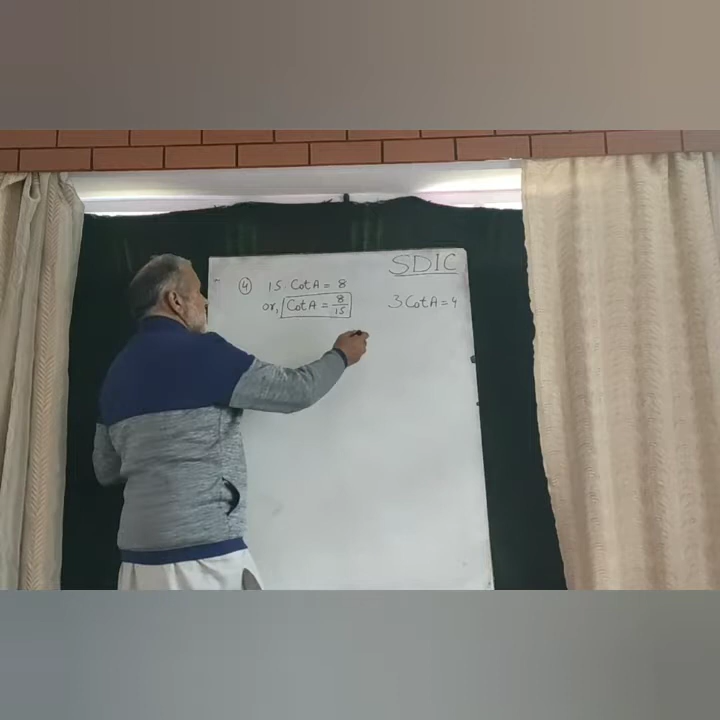 SDIC
④ 15. Cot A = 8
or, Cot A = 8/15
3 Cot A = 4